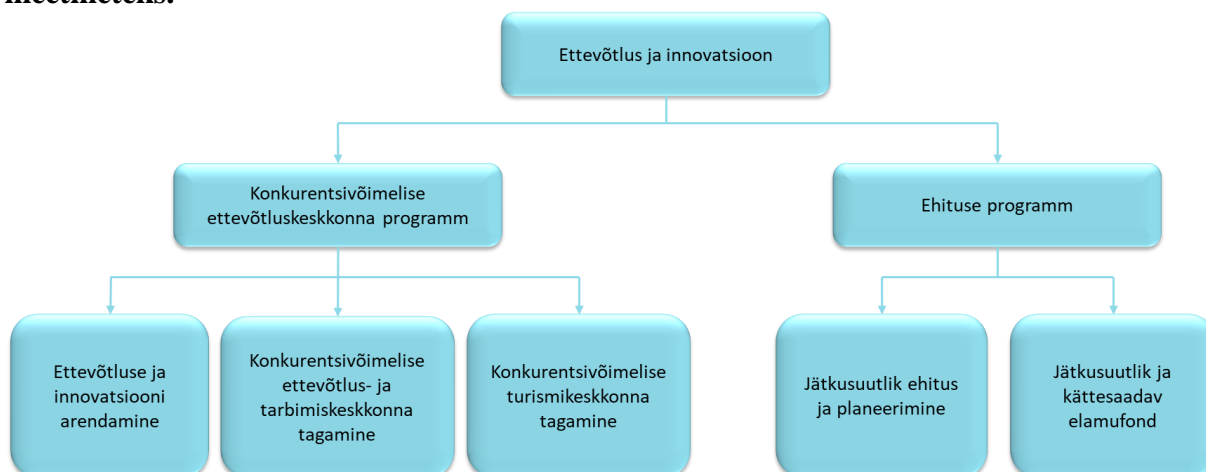 meetmeteks.
Ettevõtlus ja innovatsioon
Konkurentsivõimelise
ettevõtluskeskkonna programm
Ehituse programm
Ettevõtluse ja
innovatsiooni
arendamine
Konkurentsivõimelise
ettevõtlus- ja
tarbimiskeskkonna
tagamine
Konkurentsivõimelise
turismikeskkonna
tagamine
Jätkusuutlik ehitus
ja planeerimine
Jätkusuutlik ja
kättesaadav
elamufond